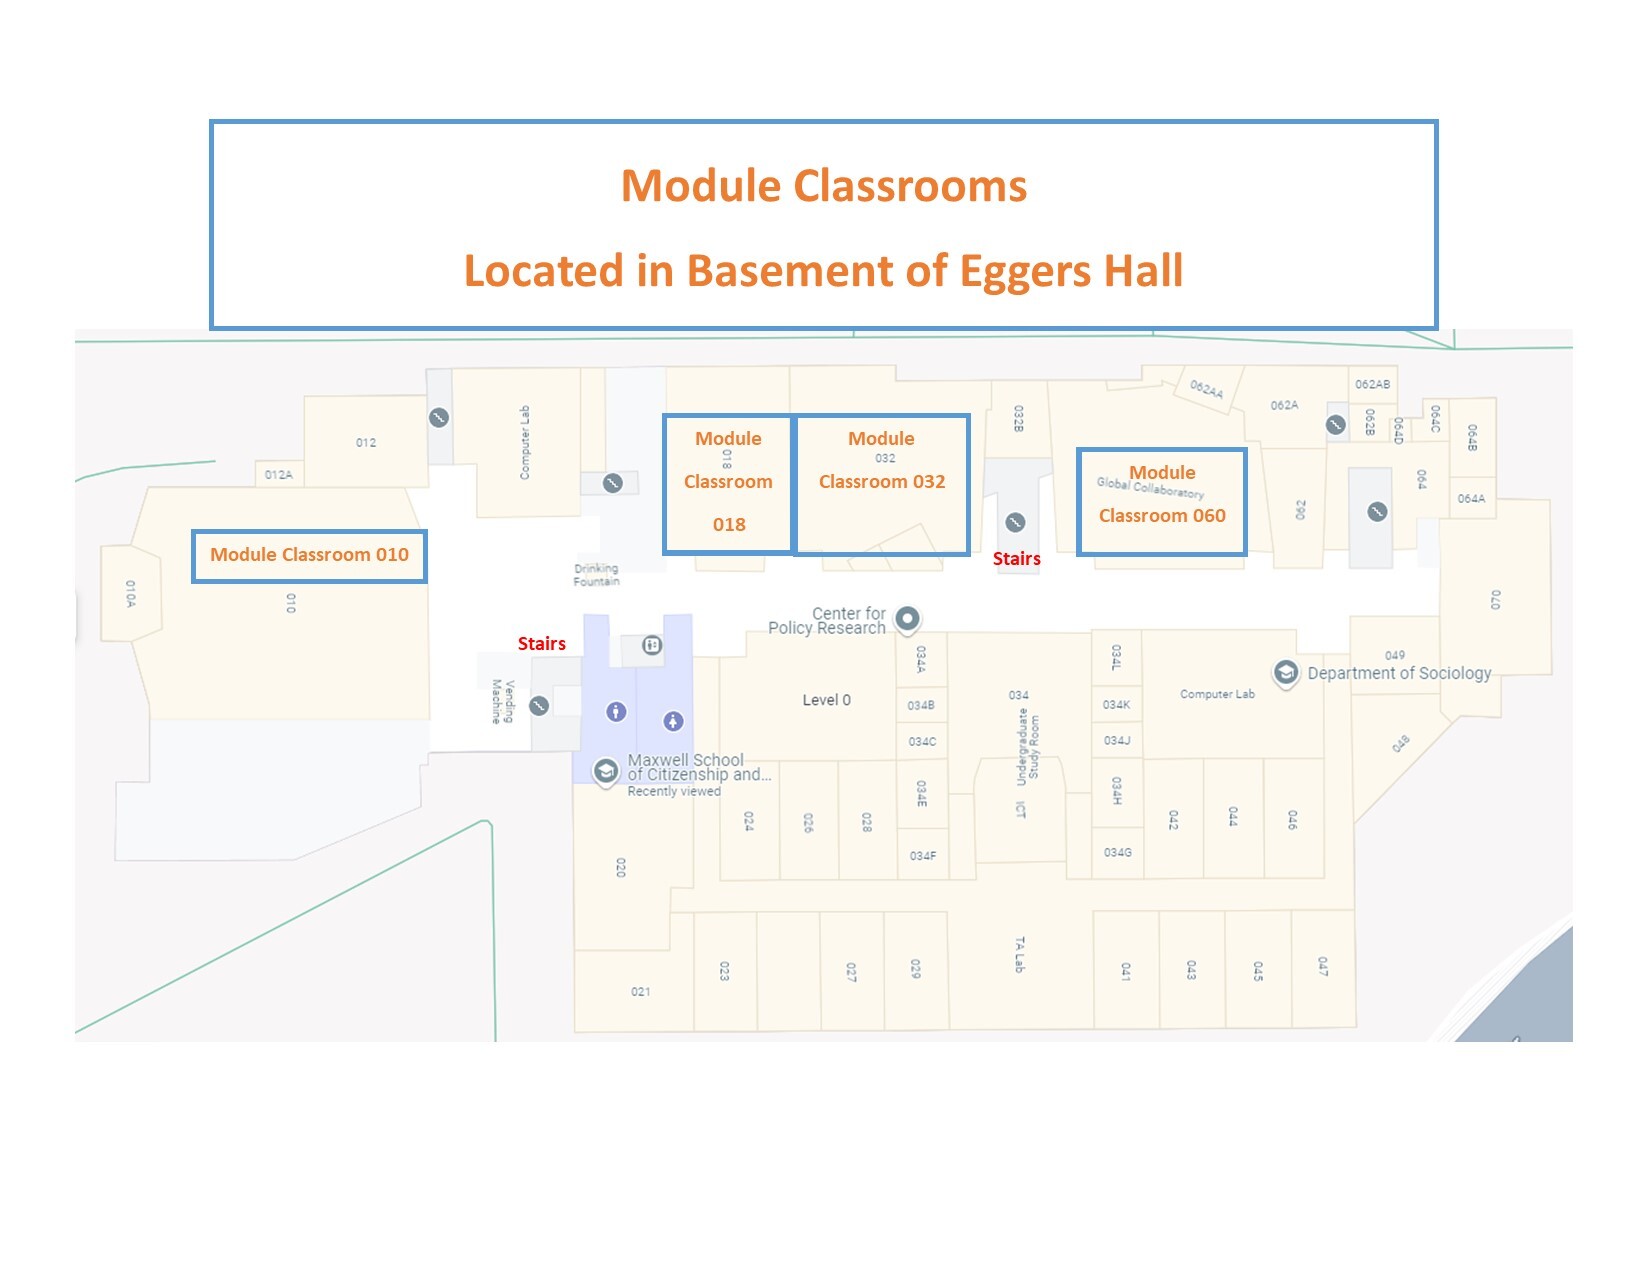 Module Classrooms
Located in Basement of Eggers Hall
012
012A
Computer Lab
Module
Classroom
018
018
Module
032
Classroom 032
032B
Stairs
Module
Global Collaboratory
Classroom 060
062AA
062A
062AB
062B
064D
064C
064B
064
064A
062
070
Module Classroom 010
010A
010
Drinking
Fountain
Stairs
Vending
Machine
Center for
Policy Research
Level 0
Maxwell School
of Citizenship and...
Recently viewed
034A
034B
034C
034E
034F
034
Undergraduate
Study Room
ICT
034L
034K
034J
034H
034G
Computer Lab
Department of Sociology
049
048
024
026
028
042
044
046
020
021
023
027
029
TA Lab
041
043
045
047